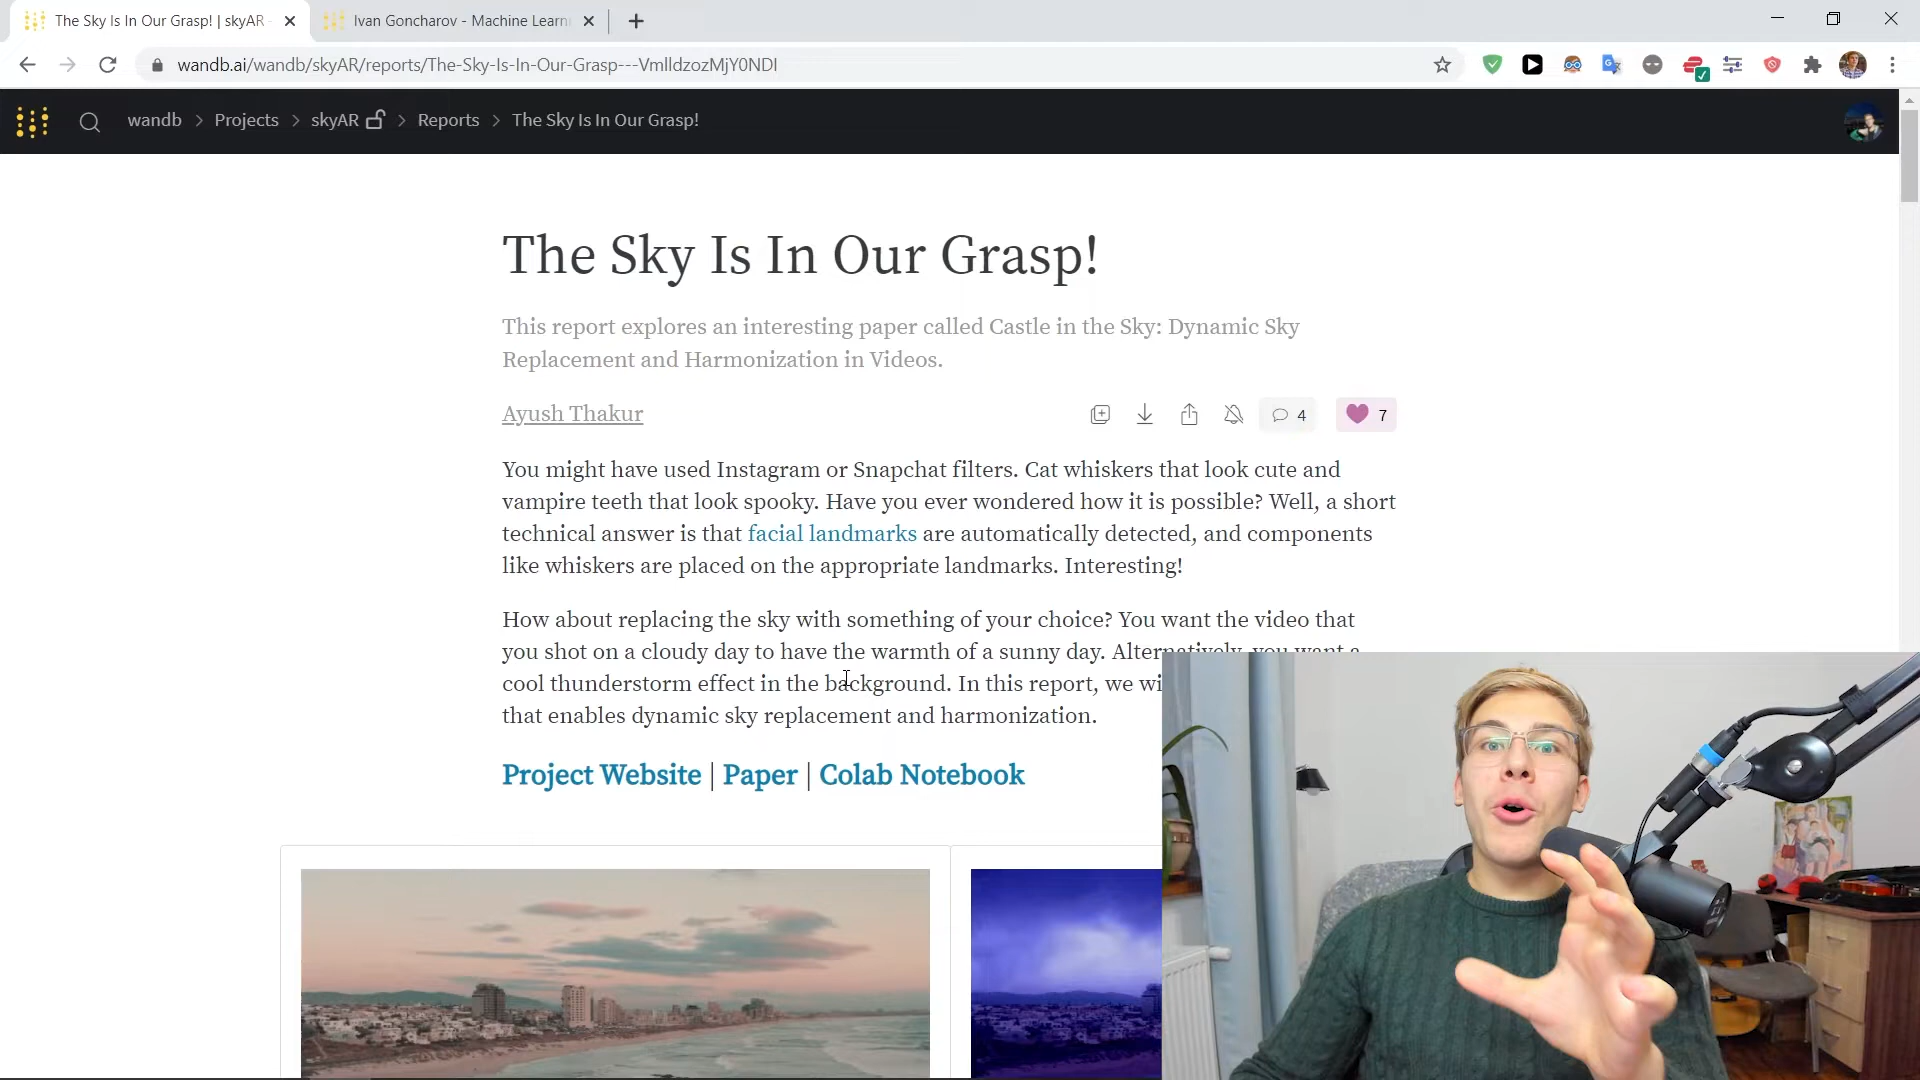 The Sky Is In Our Grasp! | skyAR -
Ivan Goncharov - Machine Learni
wandb.ai/wandb/skyAR/reports/The-Sky-Is-In-Our-Grasp---VmlldzozMjY0NDI
wandb > Projects > skyAR > Reports > The Sky Is In Our Grasp!
The Sky Is In Our Grasp!
This report explores an interesting paper called Castle in the Sky: Dynamic Sky
Replacement and Harmonization in Videos.
Ayush Thakur
4
7
You might have used Instagram or Snapchat filters. Cat whiskers that look cute and
vampire teeth that look spooky. Have you ever wondered how it is possible? Well, a short
technical answer is that facial landmarks are automatically detected, and components
like whiskers are placed on the appropriate landmarks. Interesting!
How about replacing the sky with something of your choice? You want the video that
you shot on a cloudy day to have the warmth of a sunny day. Alternatively, you want a
cool thunderstorm effect in the background. In this report, we wi
that enables dynamic sky replacement and harmonization.
Project Website | Paper | Colab Notebook